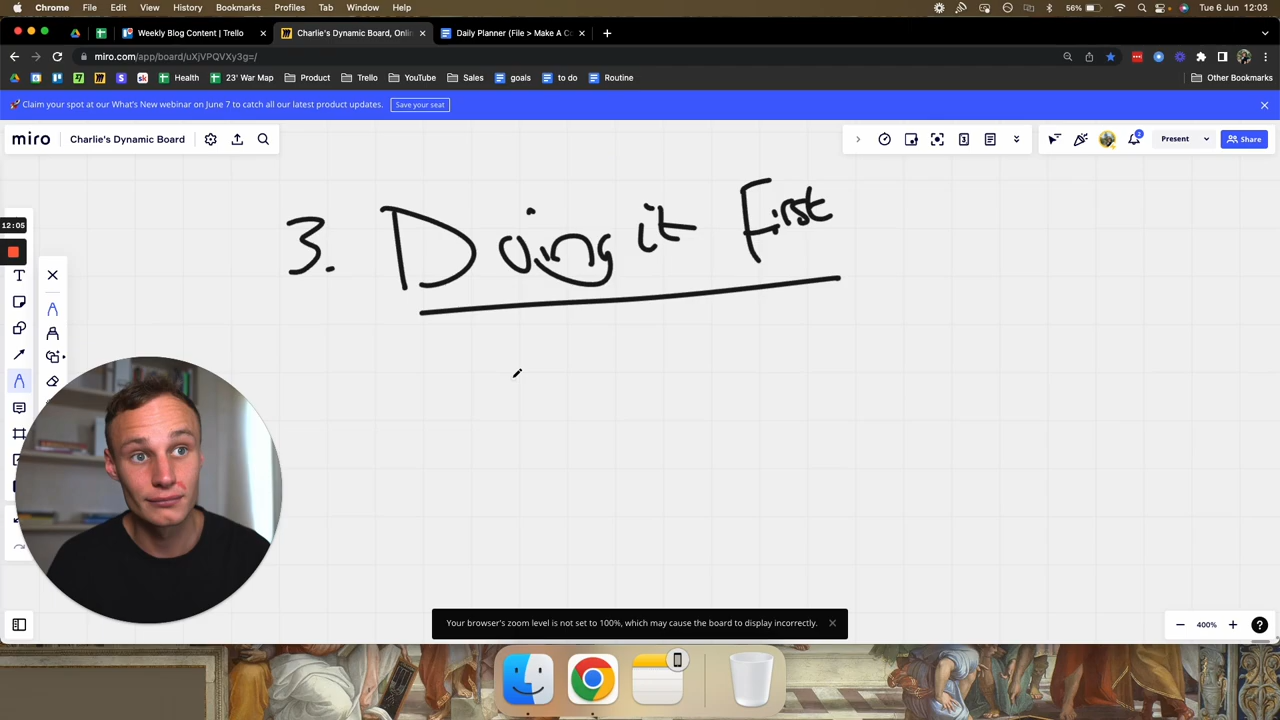 Chrome File Edit View History Bookmarks Profiles Tab Window Help 56% Tue 6 Jun 12:03
Weekly Blog Content | Trello Charlie's Dynamic Board, Onlin Daily Planner (File > Make A Co
miro.com/app/board/uXjVPQVXy3g=/
Health 23' War Map Product Trello YouTube Sales goals to do Routine Other Bookmarks
🚀 Claim your spot at our What's New webinar on June 7 to catch all our latest product updates. Save your seat
miro Charlie's Dynamic Board 3 2 Present Share
3. Doing it First
12:05
Your browser's zoom level is not set to 100%, which may cause the board to display incorrectly.
400%